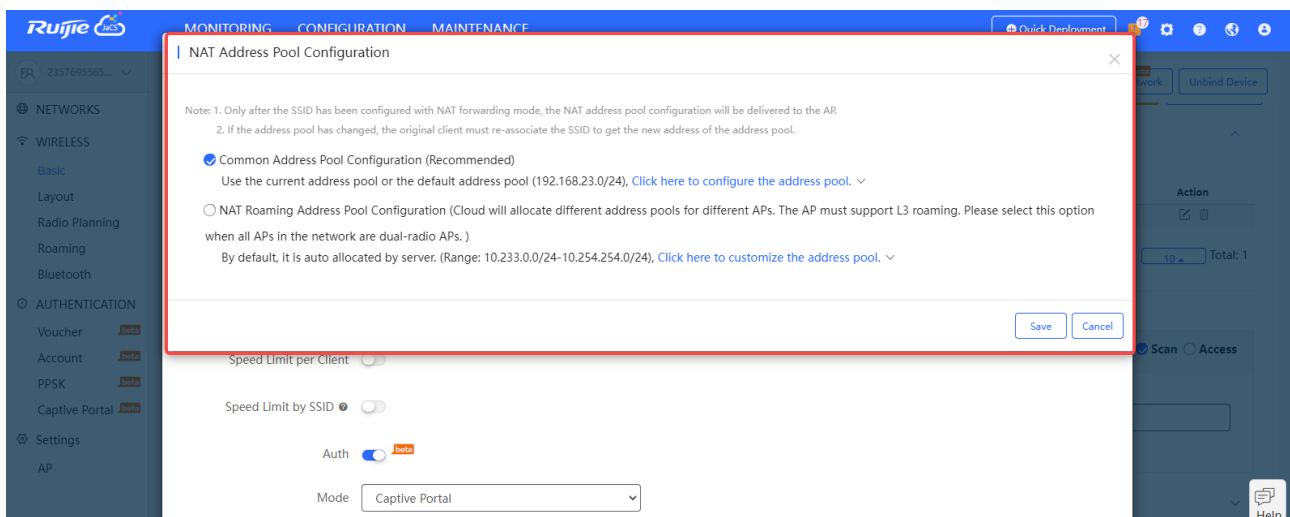 Ruijie JaCS MONITORING CONFIGURATION MAINTENANCE Quick Deployment 17
NAT Address Pool Configuration
2357695565...
Unbind Device
Note: 1. Only after the SSID has been configured with NAT forwarding mode, the NAT address pool configuration will be delivered to the AP.
2. If the address pool has changed, the original client must re-associate the SSID to get the new address of the address pool.
Common Address Pool Configuration (Recommended)
Use the current address pool or the default address pool (192.168.23.0/24), Click here to configure the address pool.
NAT Roaming Address Pool Configuration (Cloud will allocate different address pools for different APs. The AP must support L3 roaming. Please select this option
when all APs in the network are dual-radio APs. )
By default, it is auto allocated by server. (Range: 10.233.0.0/24-10.254.254.0/24), Click here to customize the address pool.
Save Cancel
NETWORKS
WIRELESS
Basic
Layout
Radio Planning
Roaming
Bluetooth
AUTHENTICATION
Voucher beta
Account beta
PPSK beta
Captive Portal beta
Settings
AP
Action
10 Total: 1
Scan Access
Speed Limit per Client
Speed Limit by SSID
Auth beta
Mode Captive Portal
Help